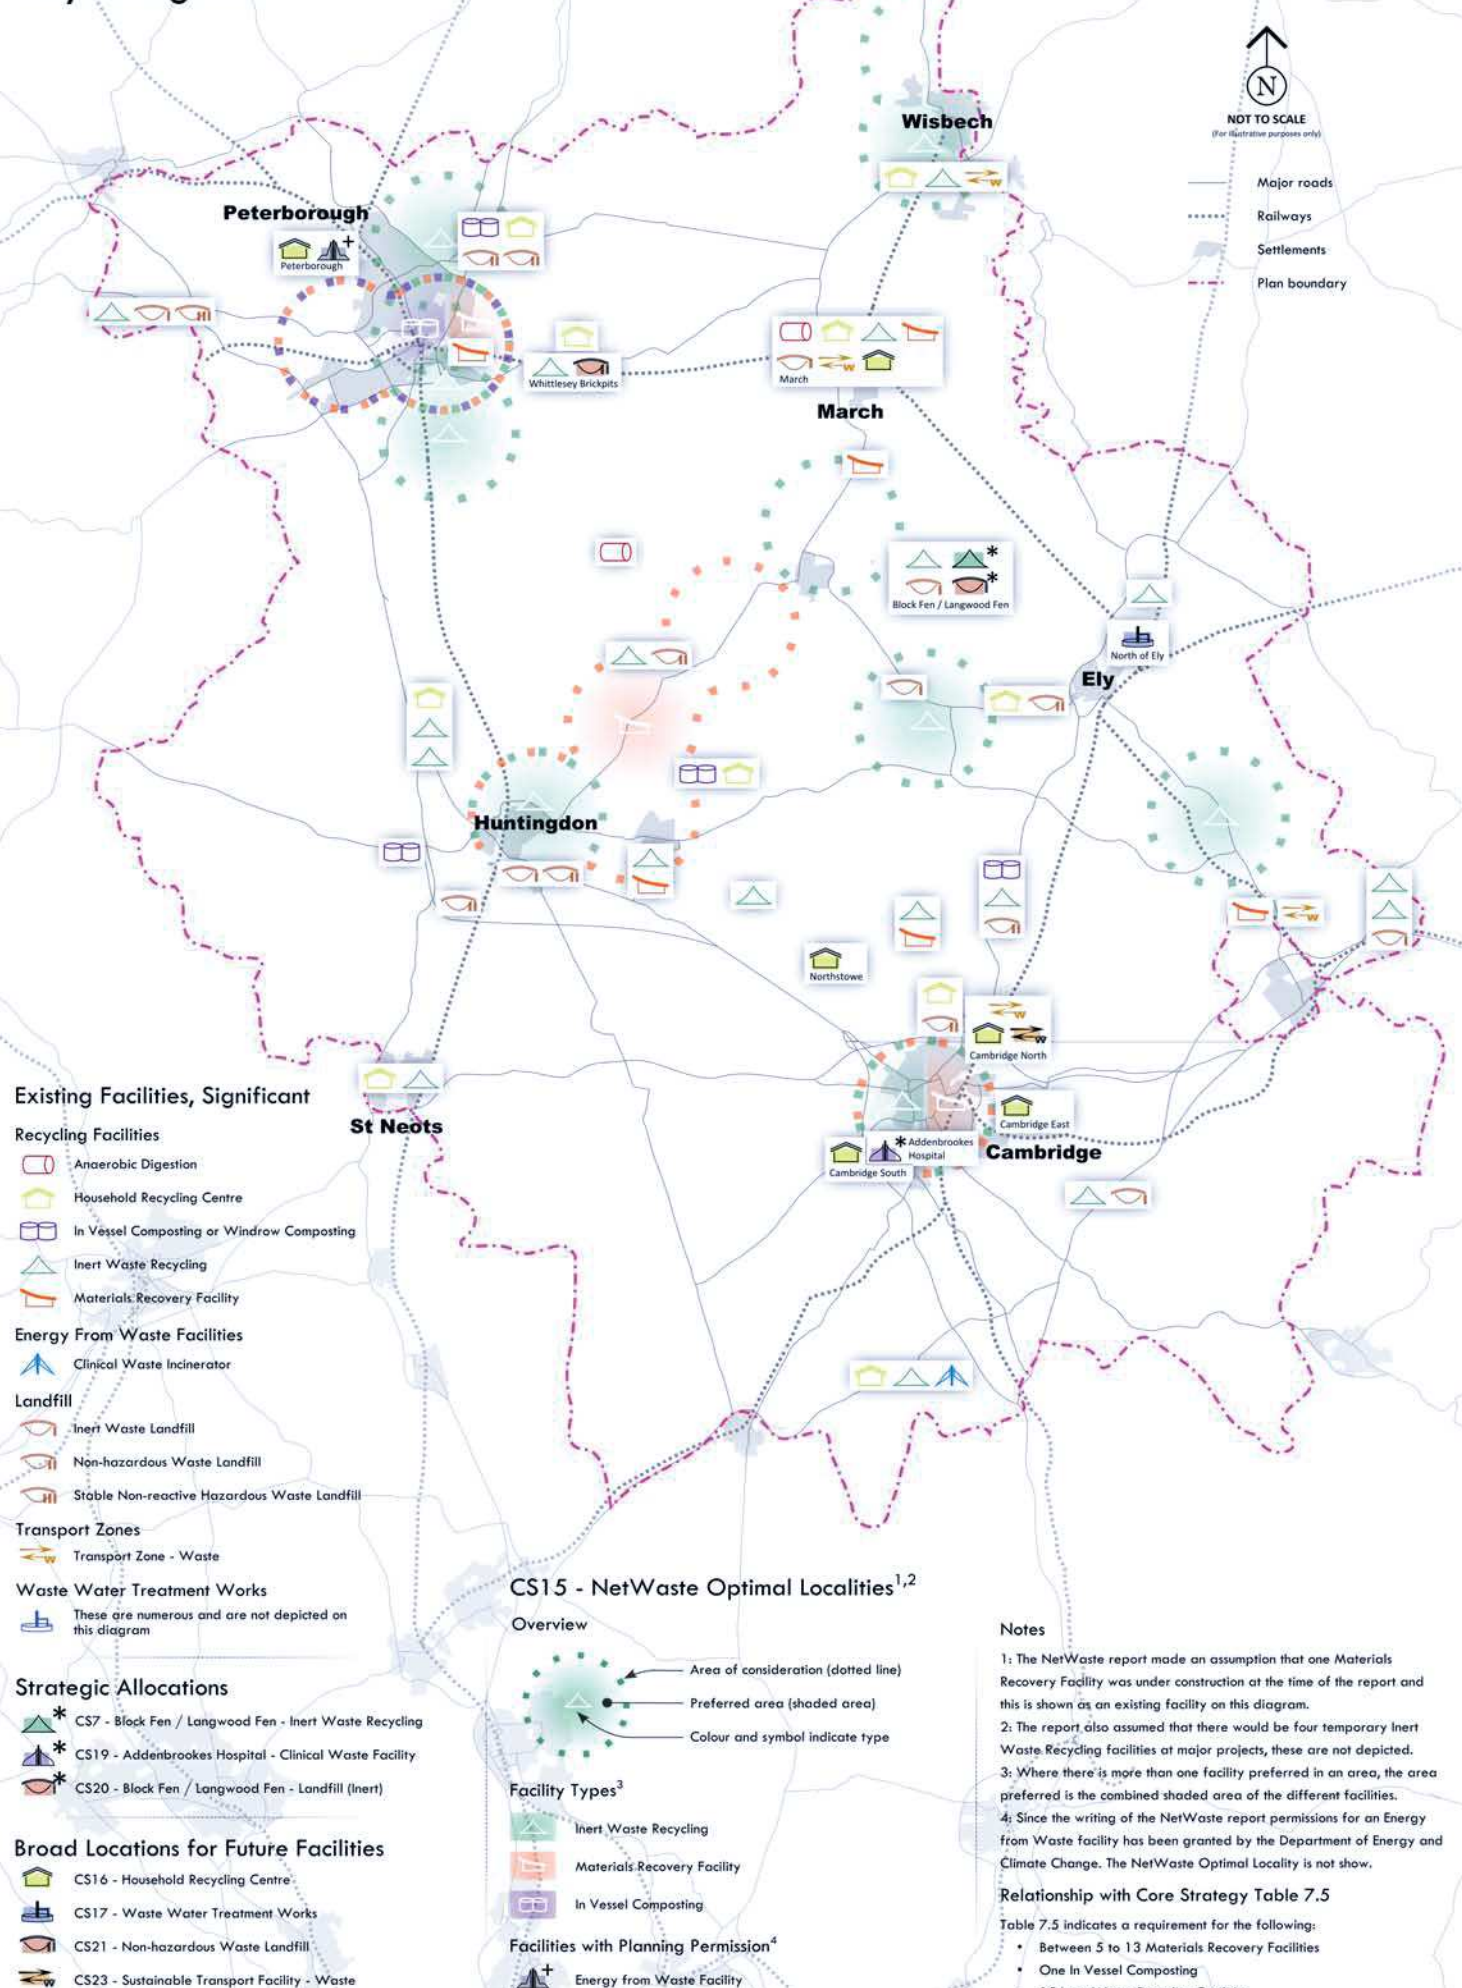 Wisbech
N
NOT TO SCALE
(For illustrative purposes only)
Major roads
Railways
Settlements
Plan boundary
Peterborough
Peterborough
Whittlesey Brickpits
March
March
Block Fen / Langwood Fen
North of Ely
Ely
Huntingdon
Northstowe
Cambridge North
Cambridge East
St Neots
Addenbrookes
Hospital
Cambridge South
Cambridge
Existing Facilities, Significant
Recycling Facilities
Anaerobic Digestion
Household Recycling Centre
In Vessel Composting or Windrow Composting
Inert Waste Recycling
Materials Recovery Facility
Energy From Waste Facilities
Clinical Waste Incinerator
Landfill
Inert Waste Landfill
Non-hazardous Waste Landfill
Stable Non-reactive Hazardous Waste Landfill
Transport Zones
Transport Zone - Waste
Waste Water Treatment Works
These are numerous and are not depicted on
this diagram
Strategic Allocations
CS7 - Block Fen / Langwood Fen - Inert Waste Recycling
CS19 - Addenbrookes Hospital - Clinical Waste Facility
CS20 - Block Fen / Langwood Fen - Landfill (Inert)
Broad Locations for Future Facilities
CS16 - Household Recycling Centre
CS17 - Waste Water Treatment Works
CS21 - Non-hazardous Waste Landfill
CS23 - Sustainable Transport Facility - Waste
CS15 - NetWaste Optimal Localities1,2
Overview
Area of consideration (dotted line)
Preferred area (shaded area)
Colour and symbol indicate type
Facility Types3
Inert Waste Recycling
Materials Recovery Facility
In Vessel Composting
Facilities with Planning Permission4
Energy from Waste Facility
Notes
1: The NetWaste report made an assumption that one Materials
Recovery Facility was under construction at the time of the report and
this is shown as an existing facility on this diagram.
2: The report also assumed that there would be four temporary Inert
Waste Recycling facilities at major projects, these are not depicted.
3: Where there is more than one facility preferred in an area, the area
preferred is the combined shaded area of the different facilities.
4: Since the writing of the NetWaste report permissions for an Energy
from Waste facility has been granted by the Department of Energy and
Climate Change. The NetWaste Optimal Locality is not show.
Relationship with Core Strategy Table 7.5
Table 7.5 indicates a requirement for the following:
• Between 5 to 13 Materials Recovery Facilities
• One In Vessel Composting